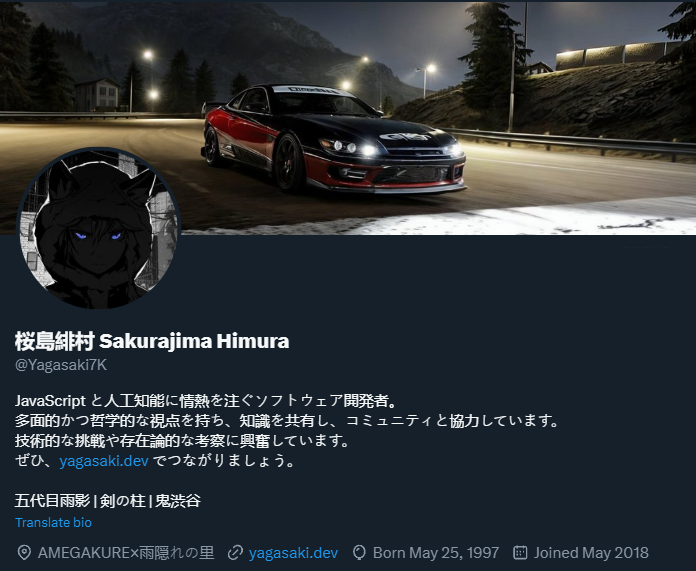 桜島緋村 Sakurajima Himura
@Yagasaki7K
JavaScript と人工知能に情熱を注ぐソフトウェア開発者。
多面的かつ哲学的な視点を持ち、知識を共有し、コミュニティと協力しています。
技術的な挑戦や存在論的な考察に興奮しています。
ぜひ、yagasaki.dev でつながりましょう。
五代目雨影 | 剣の柱 | 鬼渋谷
Translate bio
AMEGAKURE×雨隠れの里 yagasaki.dev Born May 25, 1997 Joined May 2018